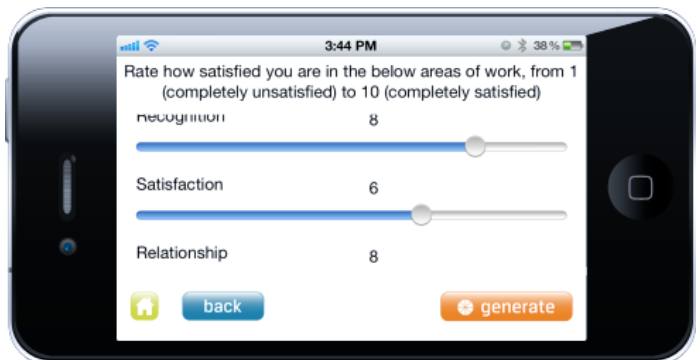 3:44 PM 38%
Rate how satisfied you are in the below areas of work, from 1
(completely unsatisfied) to 10 (completely satisfied)
Recognition 8
Satisfaction 6
Relationship 8
back generate